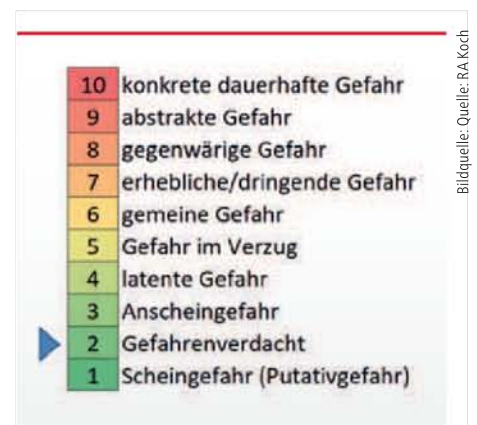 10 konkrete dauerhafte Gefahr
9 abstrakte Gefahr
8 gegenwärige Gefahr
7 erhebliche/dringende Gefahr
6 gemeine Gefahr
5 Gefahr im Verzug
4 latente Gefahr
3 Anscheingefahr
2 Gefahrenverdacht
1 Scheingefahr (Putativgefahr)
Bildquelle: Quelle: RA Koch